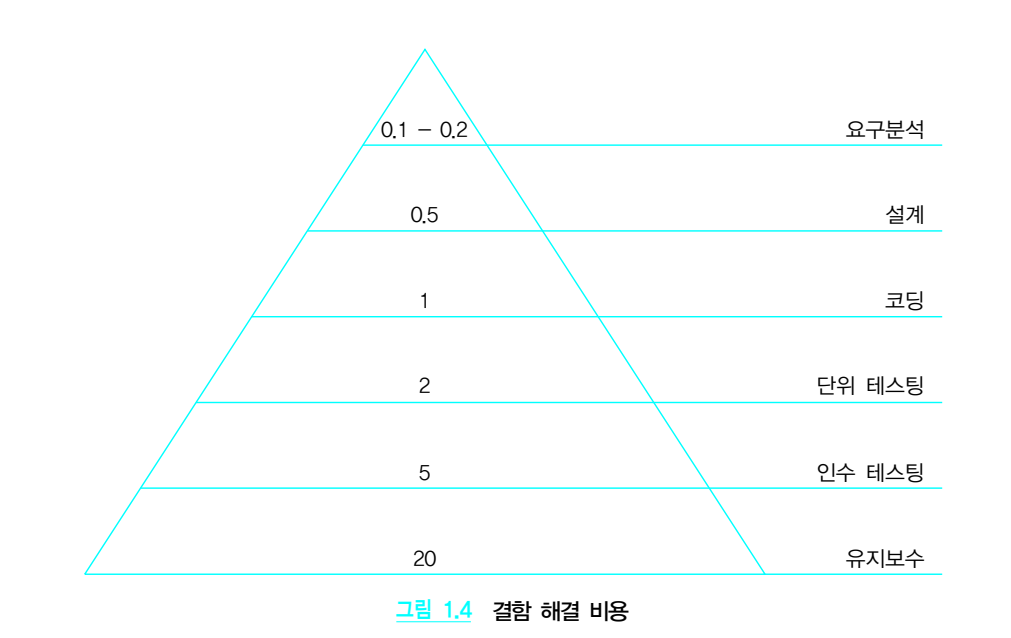 0.1 - 0.2 요구분석
0.5 설계
1 코딩
2 단위 테스팅
5 인수 테스팅
20 유지보수
그림 1.4 결함 해결 비용